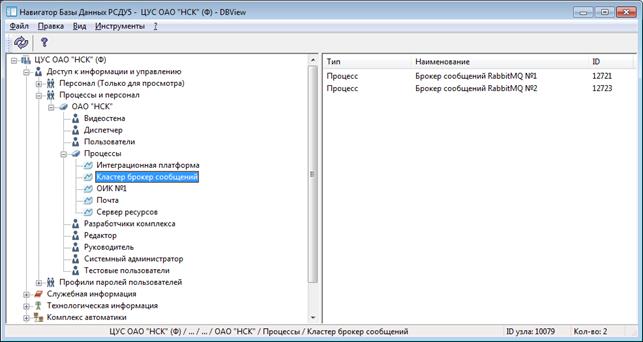 Навигатор Базы Данных РСДУ5 - ЦУС ОАО "НСК" (Ф) - DBView
Файл Правка Вид Инструменты ?
ЦУС ОАО "НСК" (Ф)
Доступ к информации и управлению
Персонал (Только для просмотра)
Процессы и персонал
ОАО "НСК"
Видеостена
Диспетчер
Пользователи
Процессы
Интеграционная платформа
Кластер брокер сообщений
ОИК №1
Почта
Сервер ресурсов
Разработчики комплекса
Редактор
Руководитель
Системный администратор
Тестовые пользователи
Профили паролей пользователей
Служебная информация
Технологическая информация
Комплекс автоматики
Тип Наименование ID
Процесс Брокер сообщений RabbitMQ №1 12721
Процесс Брокер сообщений RabbitMQ №2 12723
ЦУС ОАО "НСК" (Ф) / ... / ... / ОАО "НСК" / Процессы / Кластер брокер сообщений ID узла: 10079 Кол-во: 2